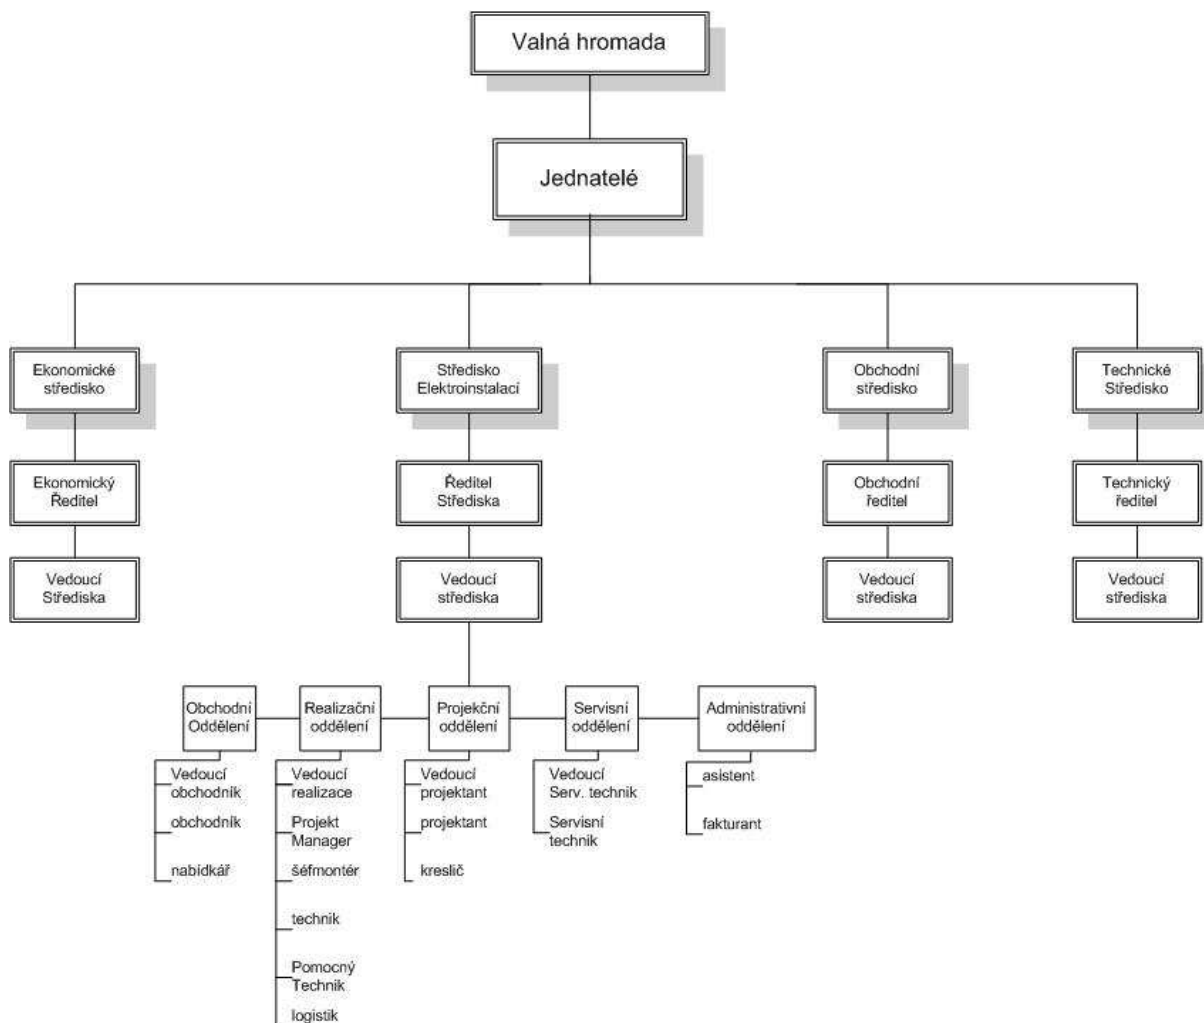 Valná hromada
Jednatelé
Ekonomické
středisko
Středisko
Elektroinstalací
Obchodní
středisko
Technické
Středisko
Ekonomický
Ředitel
Ředitel
Střediska
Obchodní
ředitel
Technický
ředitel
Vedoucí
Střediska
Vedoucí
střediska
Vedoucí
střediska
Vedoucí
střediska
Obchodní
Oddělení
Realizační
oddělení
Projekční
oddělení
Servisní
oddělení
Administrativní
oddělení
Vedoucí
obchodník
obchodník
nabídkář
Vedoucí
realizace
Projekt
Manager
šéfmontér
technik
Pomocný
Technik
logistik
Vedoucí
projektant
projektant
kreslič
Vedoucí
Serv. technik
Servisní
technik
asistent
fakturant